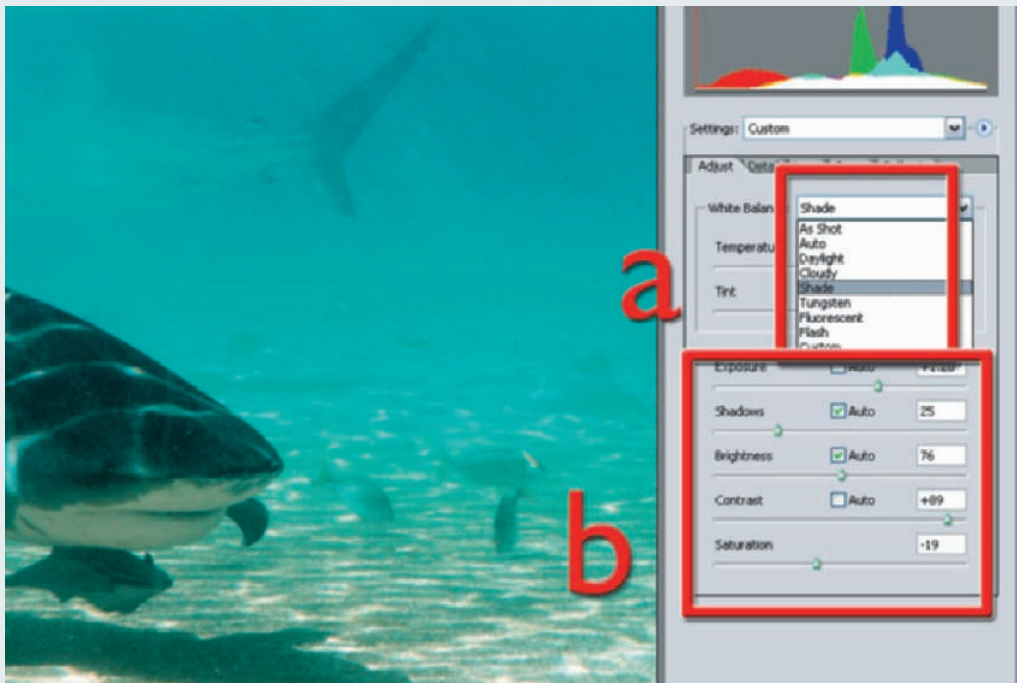 Settings: Custom
Adjust
White Balan Shade
As Shot
Auto
Daylight
Cloudy
Shade
Tungsten
Fluorescent
Flash
Custom
Temperatu
Tint
a
Exposure Auto
Shadows Auto 25
Brightness Auto 76
Contrast Auto +89
Saturation -19
b